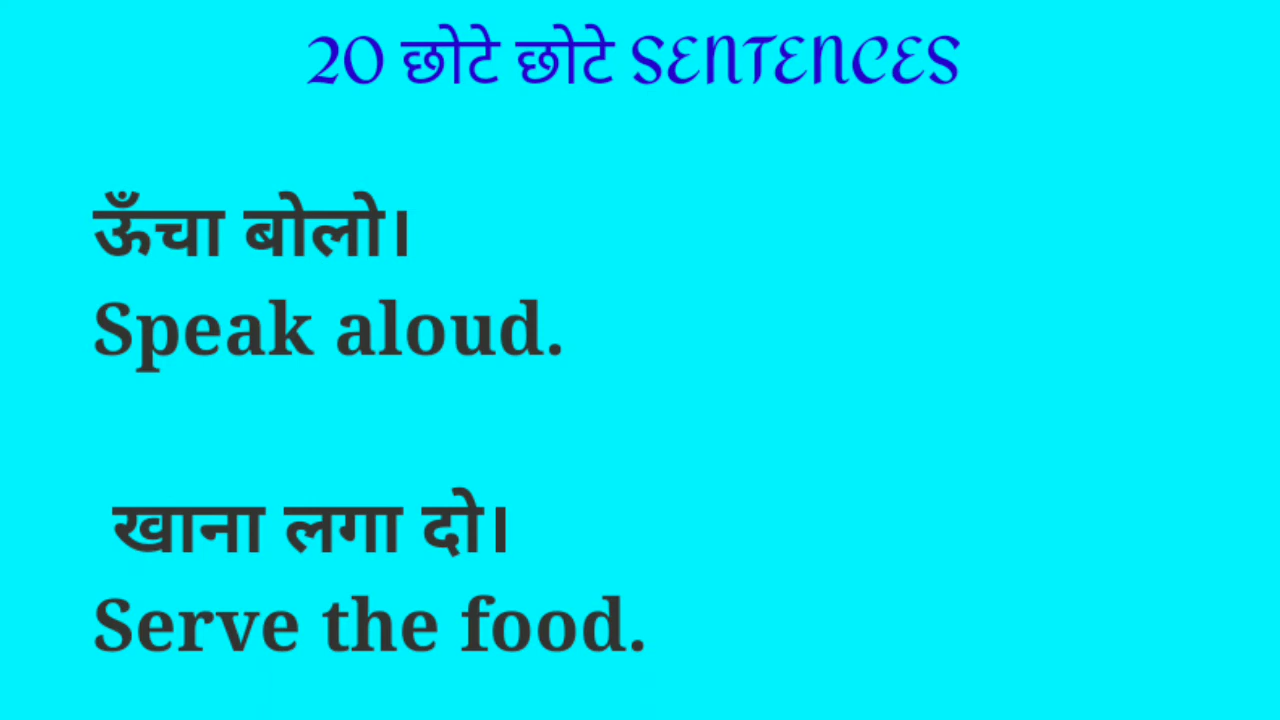 20 छोटे छोटे SENTENCES
ऊँचा बोलो।
Speak aloud.
खाना लगा दो।
Serve the food.